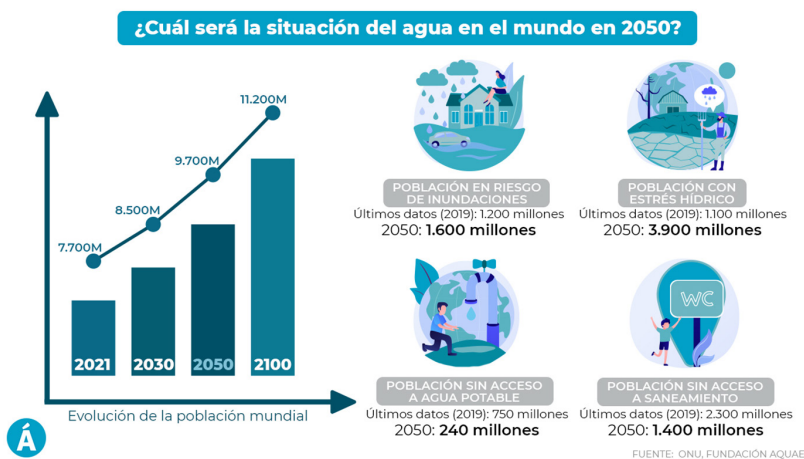 ¿Cuál será la situación del agua en el mundo en 2050?
11.200M
9.700M
8.500M
7.700M
2021
2030
2050
2100
Evolución de la población mundial
POBLACIÓN EN RIESGO
DE INUNDACIONES
Últimos datos (2019): 1.200 millones
2050: 1.600 millones
POBLACIÓN CON
ESTRÉS HÍDRICO
Últimos datos (2019): 1.100 millones
2050: 3.900 millones
POBLACIÓN SIN ACCESO
A AGUA POTABLE
Últimos datos (2019): 750 millones
2050: 240 millones
WC
POBLACIÓN SIN ACCESO
A SANEAMIENTO
Últimos datos (2019): 2.300 millones
2050: 1.400 millones
Á
FUENTE: ONU, FUNDACIÓN AQUAE